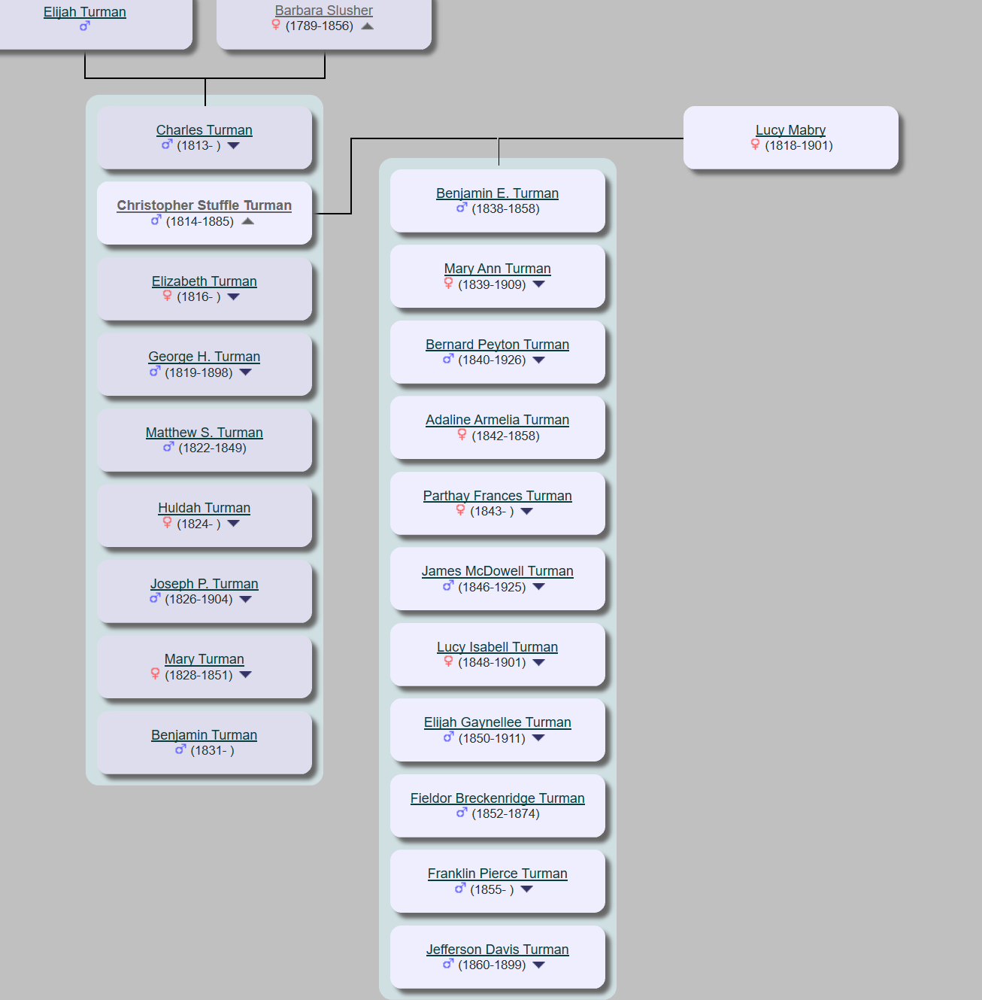 Elijah Turman
♂
Barbara Slusher
♀ (1789-1856) ▲
Charles Turman
♂ (1813- ) ▼
Christopher Stuffle Turman
♂ (1814-1885) ▲
Elizabeth Turman
♀ (1816- ) ▼
George H. Turman
♂ (1819-1898) ▼
Matthew S. Turman
♂ (1822-1849)
Huldah Turman
♀ (1824- ) ▼
Joseph P. Turman
♂ (1826-1904) ▼
Mary Turman
♀ (1828-1851) ▼
Benjamin Turman
♂ (1831- )
Lucy Mabry
♀ (1818-1901)
Benjamin E. Turman
♂ (1838-1858)
Mary Ann Turman
♀ (1839-1909) ▼
Bernard Peyton Turman
♂ (1840-1926) ▼
Adaline Armelia Turman
♀ (1842-1858)
Parthay Frances Turman
♀ (1843- ) ▼
James McDowell Turman
♂ (1846-1925) ▼
Lucy Isabell Turman
♀ (1848-1901) ▼
Elijah Gaynellee Turman
♂ (1850-1911) ▼
Fieldor Breckenridge Turman
♂ (1852-1874)
Franklin Pierce Turman
♂ (1855- ) ▼
Jefferson Davis Turman
♂ (1860-1899) ▼